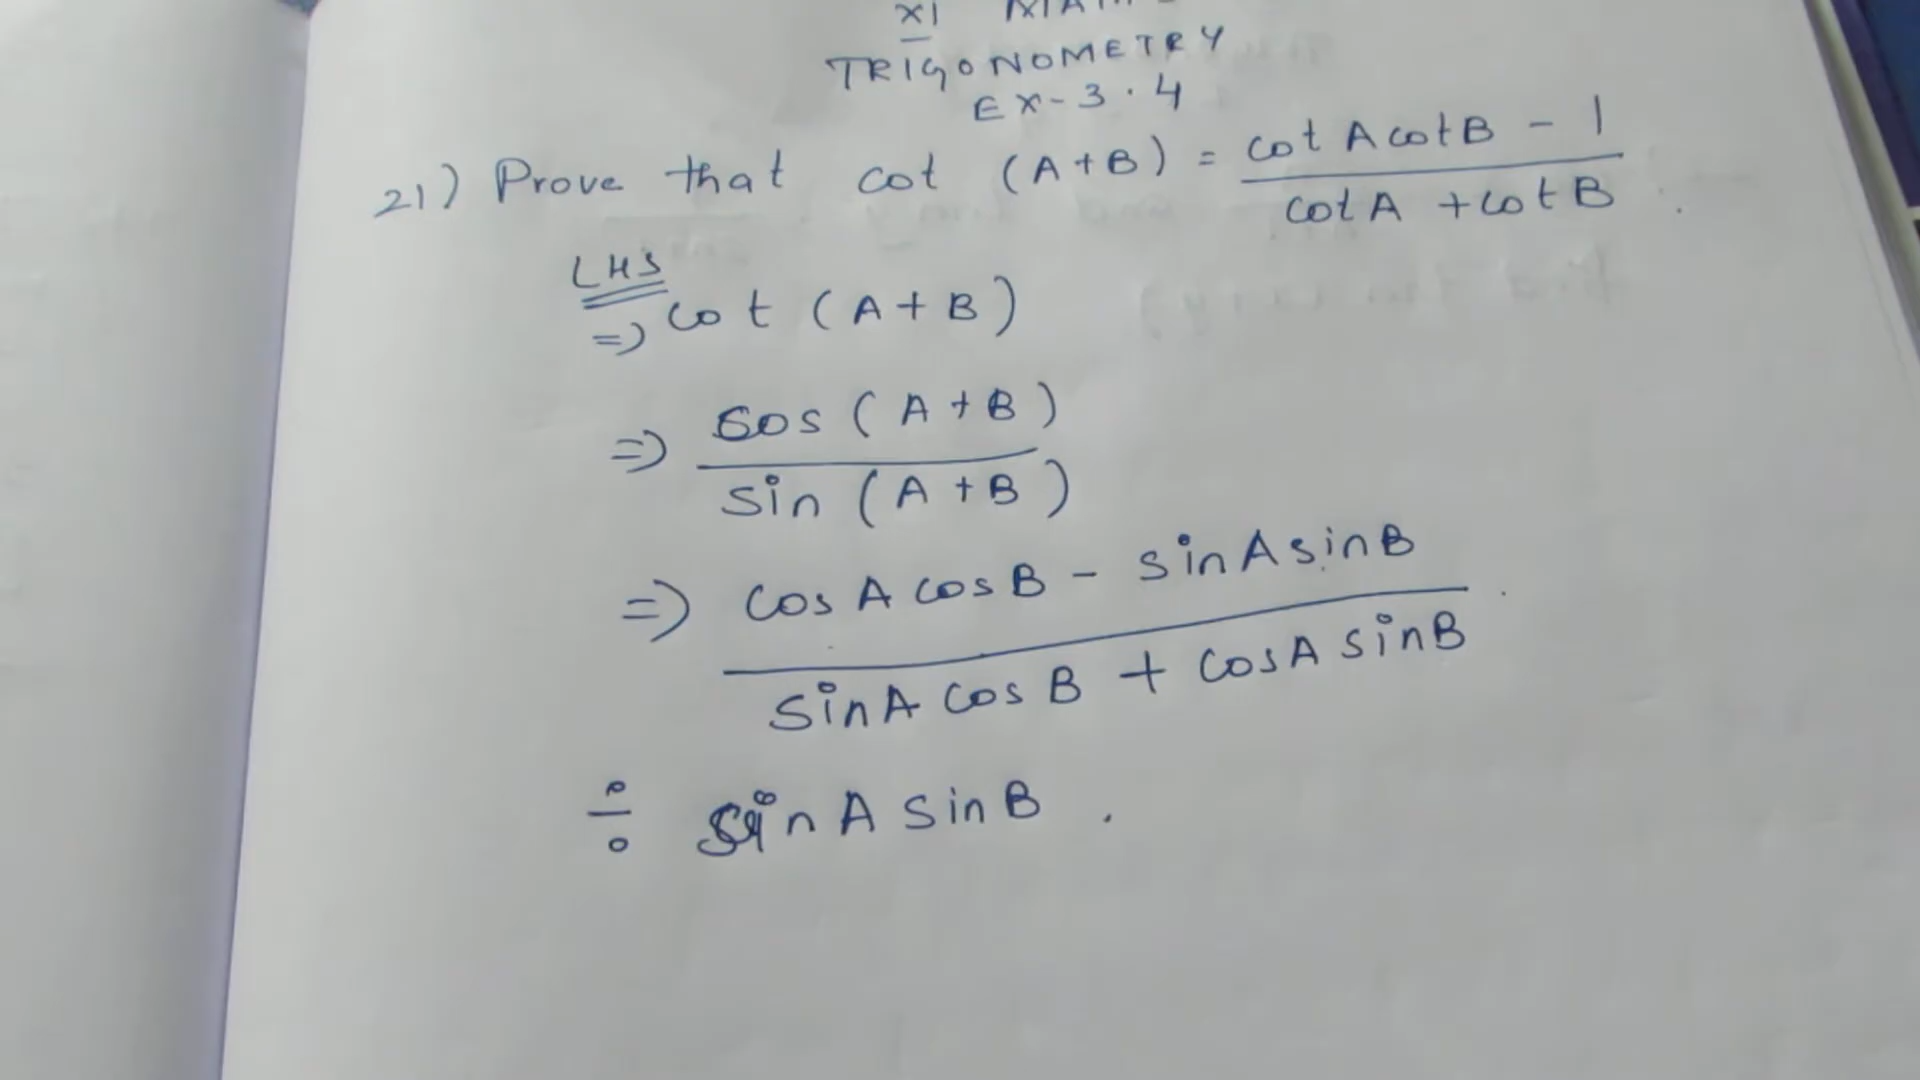 XI
TRIGONOMETRY
EX-3.4
21) Prove that cot (A+B) = cot A cot B - 1 / cot A + cot B .
LHS
=> cot (A+B)
=> cos (A+B) / sin (A+B)
=> cos A cos B - sin A sin B / sin A cos B + cos A sin B .
÷ sin A sin B .